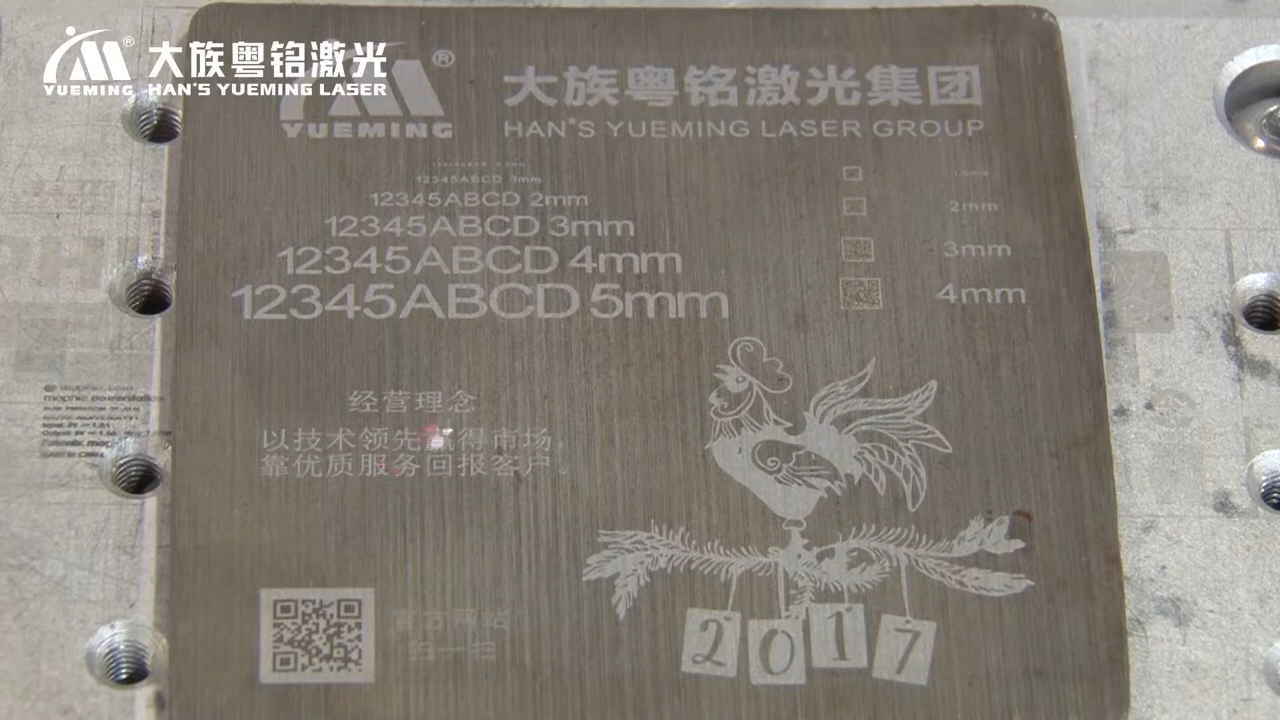 大族粤铭激光
YUEMING HAN'S YUEMING LASER
大族粤铭激光集团
YUEMING
HAN*S YUEMING LASER GROUP
12345ABCD 1mm
12345ABCD 2mm
2mm
12345ABCD 3mm
3mm
12345ABCD 4mm
12345ABCD 5mm
4mm
经营理念
以技术领先赢得市场
靠优质服务回报客户。
mophie powerstation
官方网站
扫一扫
2017